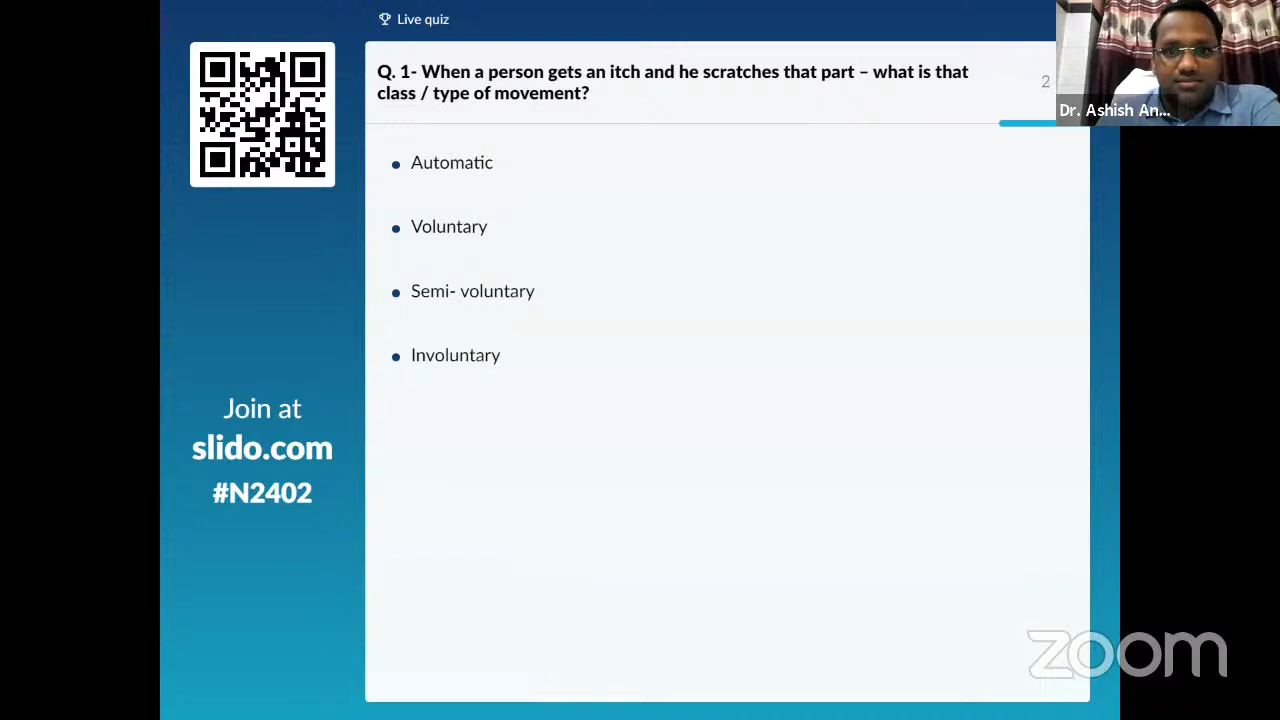 Live quiz
Q. 1- When a person gets an itch and he scratches that part – what is that
class / type of movement?
2
Dr. Ashish An...
Automatic
Voluntary
Semi- voluntary
Involuntary
Join at
slido.com
#N2402
zoom